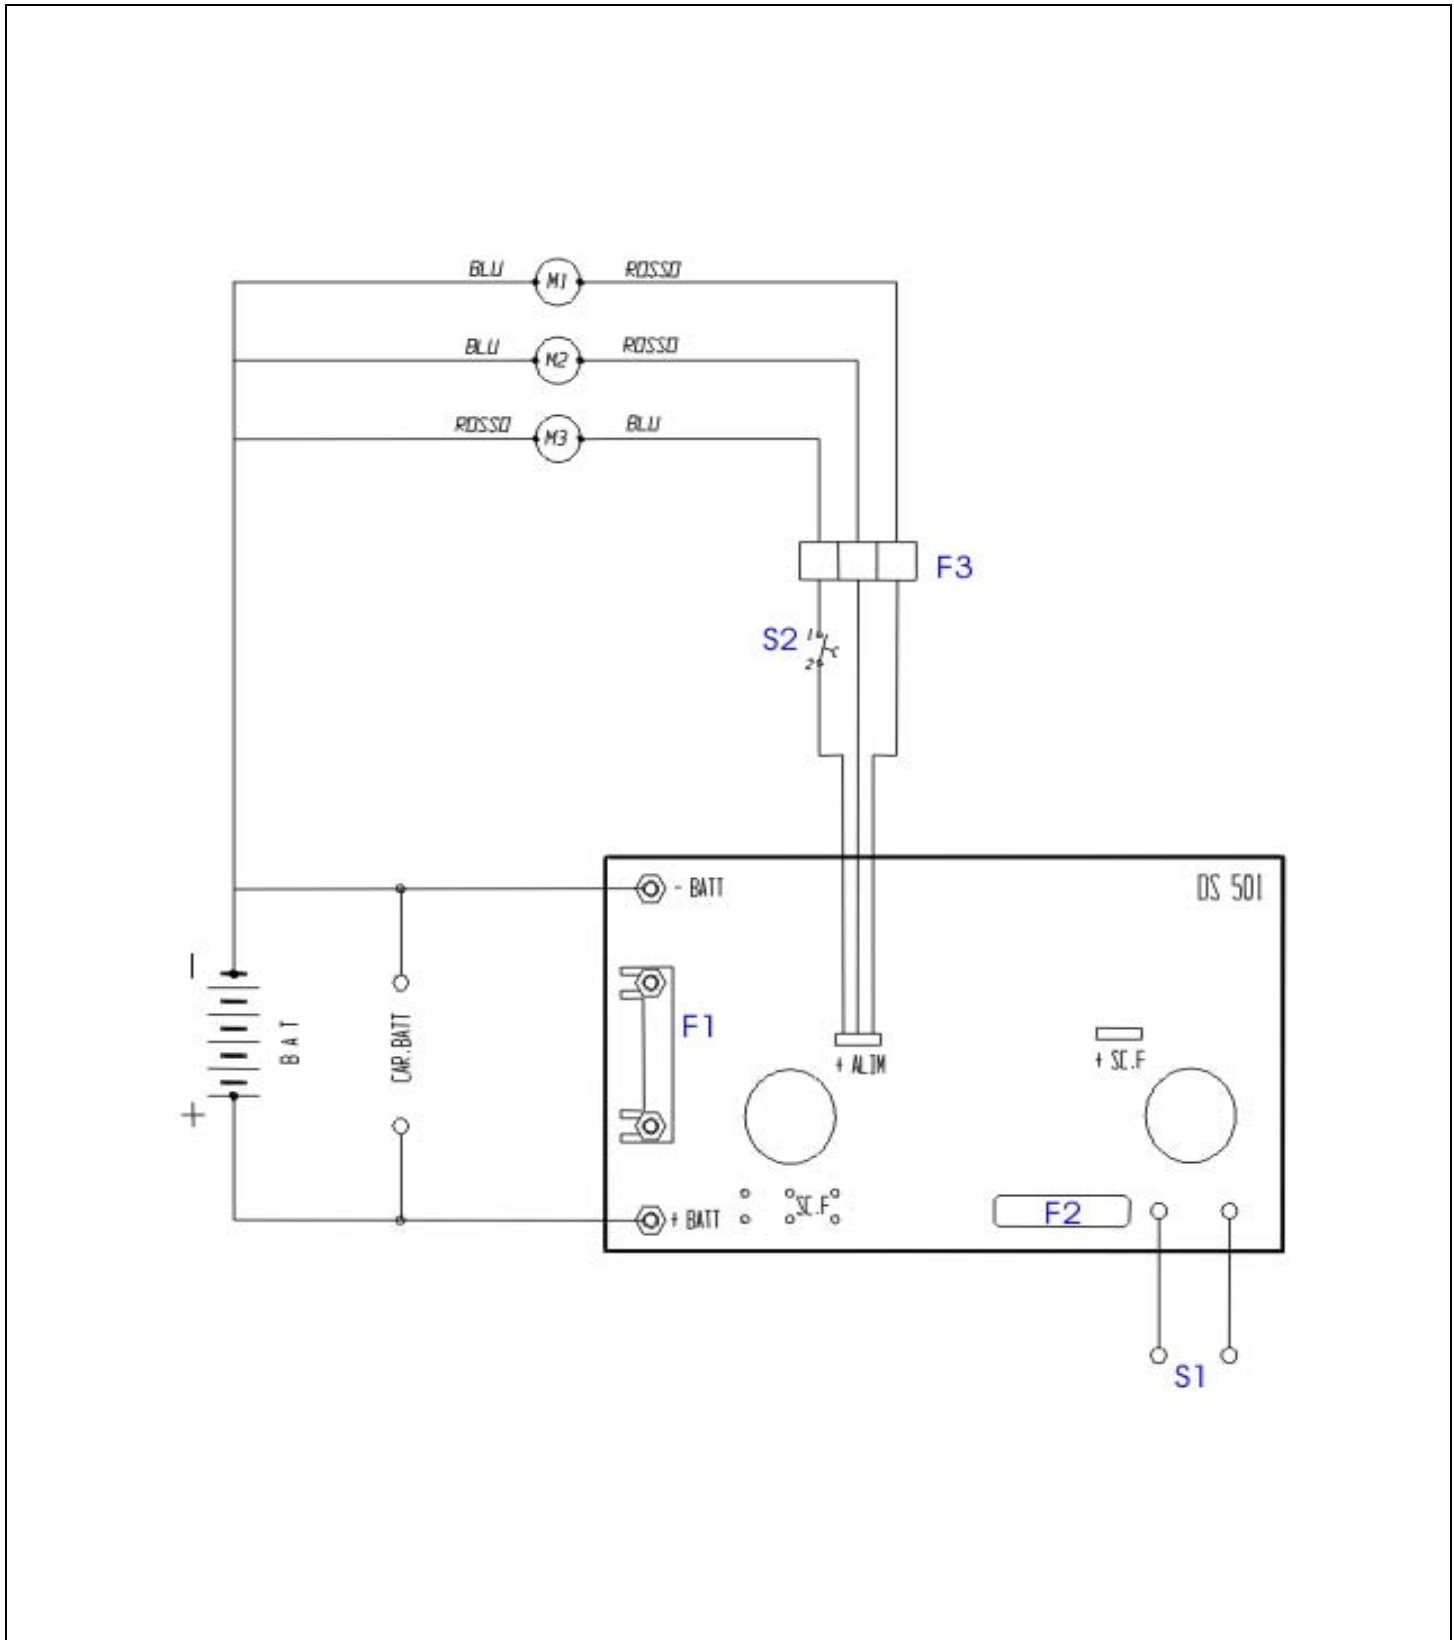 BLU M1 ROSSO
BLU M2 ROSSO
ROSSO M3 BLU
F3
S2
1
C
2
- BATT
DS 501
−
BAT
CAR.BATT
F1
+ ALIM
+ SC.F
+
+ BATT
SC.F
F2
S1